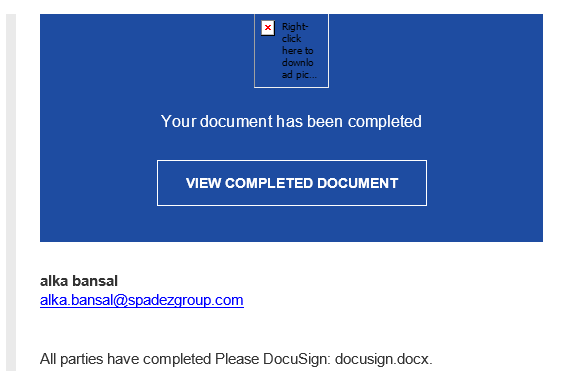 Right-
click
here to
downlo
ad pic...
Your document has been completed
VIEW COMPLETED DOCUMENT
alka bansal
alka.bansal@spadezgroup.com
All parties have completed Please DocuSign: docusign.docx.